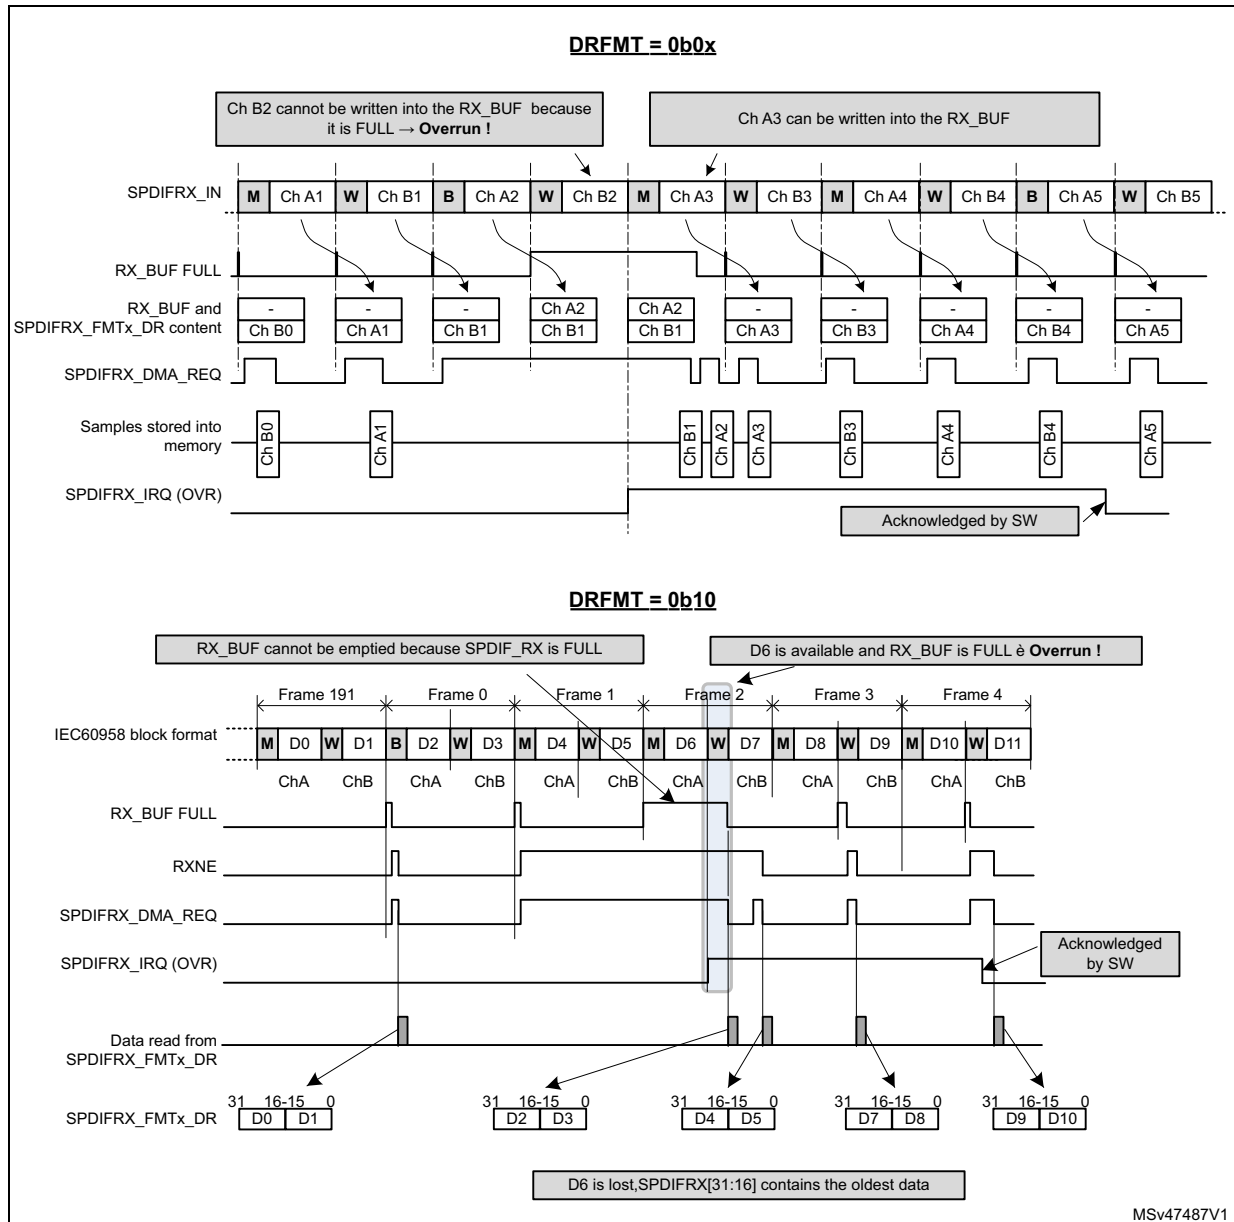 DRFMT = 0b0x
Ch B2 cannot be written into the RX_BUF because
it is FULL → Overrun !
Ch A3 can be written into the RX_BUF
SPDIFRX_IN
M Ch A1 W Ch B1 B Ch A2 W Ch B2 M Ch A3 W Ch B3 M Ch A4 W Ch B4 B Ch A5 W Ch B5
RX_BUF FULL
RX_BUF and
SPDIFRX_FMTx_DR content
- - - Ch A2 Ch A2 - - - - -
Ch B0 Ch A1 Ch B1 Ch B1 Ch B1 Ch A3 Ch B3 Ch A4 Ch B4 Ch A5
SPDIFRX_DMA_REQ
Samples stored into
memory
Ch B0 Ch A1 Ch B1 Ch A2 Ch A3 Ch B3 Ch A4 Ch B4 Ch A5
SPDIFRX_IRQ (OVR)
Acknowledged by SW
DRFMT = 0b10
RX_BUF cannot be emptied because SPDIF_RX is FULL
D6 is available and RX_BUF is FULL è Overrun !
Frame 191 Frame 0 Frame 1 Frame 2 Frame 3 Frame 4
IEC60958 block format
M D0 W D1 B D2 W D3 M D4 W D5 M D6 W D7 M D8 W D9 M D10 W D11
ChA ChB ChA ChB ChA ChB ChA ChB ChA ChB ChA ChB
RX_BUF FULL
RXNE
SPDIFRX_DMA_REQ
SPDIFRX_IRQ (OVR)
Acknowledged
by SW
Data read from
SPDIFRX_FMTx_DR
31 16-15 0 31 16-15 0 31 16-15 0 31 16-15 0 31 16-15 0
SPDIFRX_FMTx_DR
D0 D1 D2 D3 D4 D5 D7 D8 D9 D10
D6 is lost,SPDIFRX[31:16] contains the oldest data
MSv47487V1